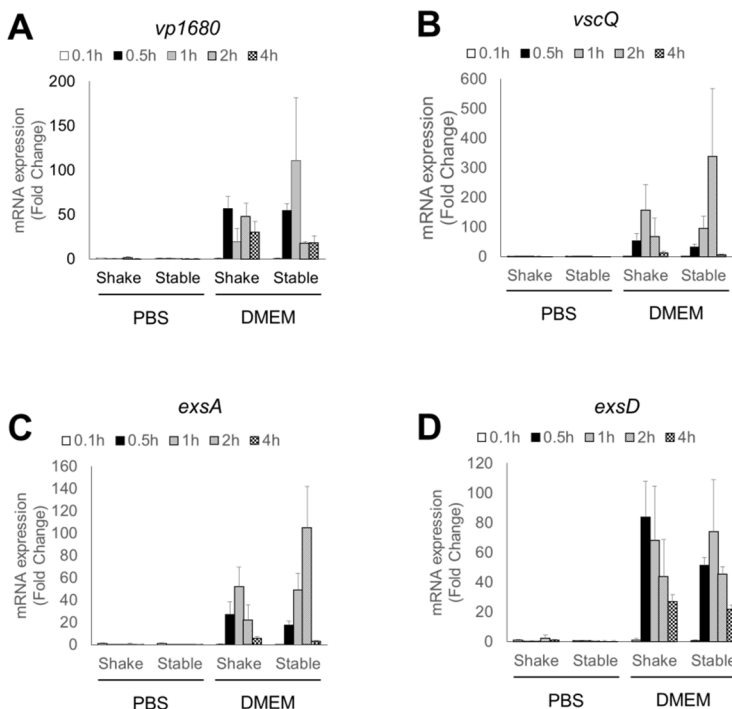 A
vp1680
0.1h 0.5h 1h 2h 4h
mRNA expression
(Fold Change)
200
150
100
50
0
Shake Stable Shake Stable
PBS DMEM
B
vscQ
0.1h 0.5h 1h 2h 4h
mRNA expression
(Fold Change)
600
500
400
300
200
100
0
Shake Stable Shake Stable
PBS DMEM
C
exsA
0.1h 0.5h 1h 2h 4h
mRNA expression
(Fold Change)
160
140
120
100
80
60
40
20
0
Shake Stable Shake Stable
PBS DMEM
D
exsD
0.1h 0.5h 1h 2h 4h
mRNA expression
(Fold Change)
120
100
80
60
40
20
0
Shake Stable Shake Stable
PBS DMEM